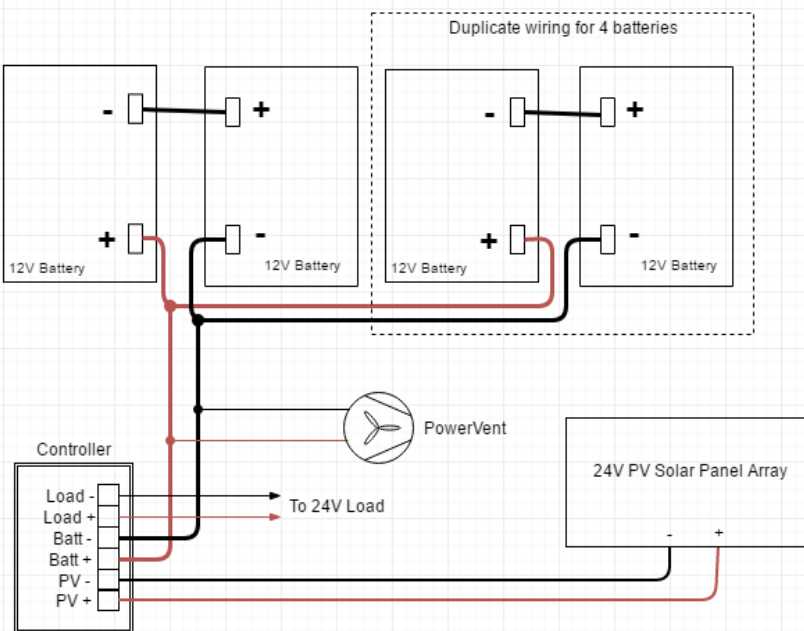 Duplicate wiring for 4 batteries
- + - +
+ - + -
12V Battery 12V Battery 12V Battery 12V Battery
PowerVent
Controller
24V PV Solar Panel Array
- +
Load -
Load +
To 24V Load
Batt -
Batt +
PV -
PV +